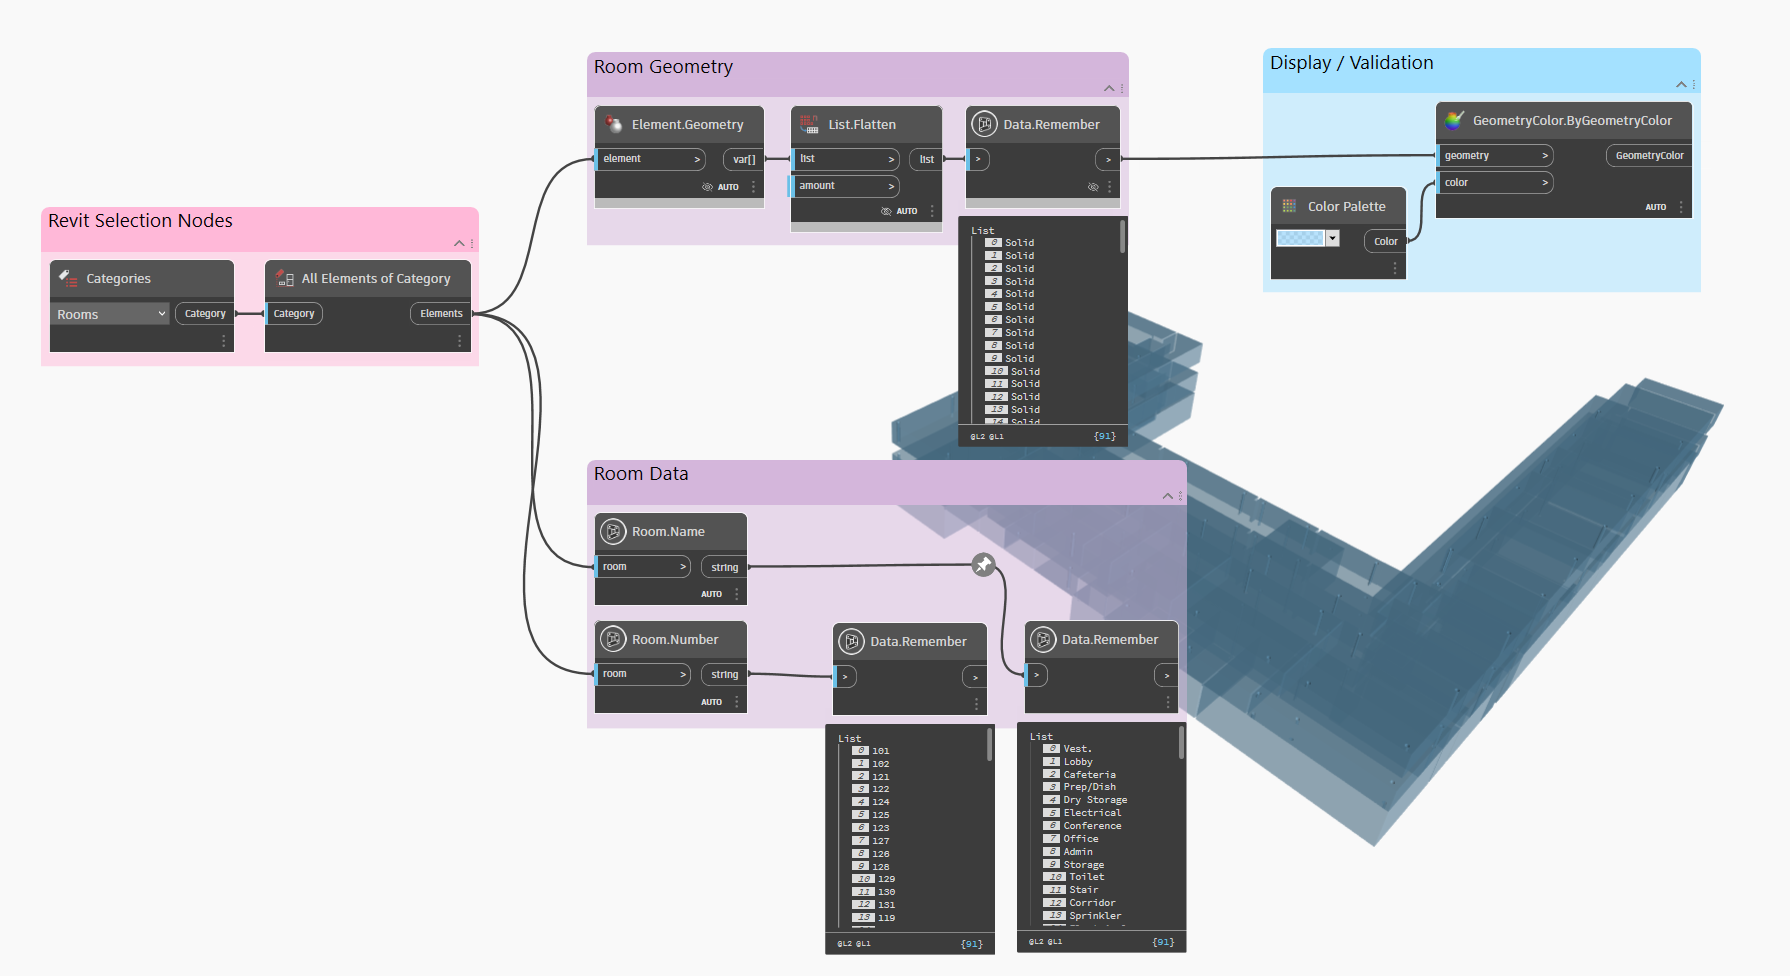 Revit Selection Nodes
Categories
Rooms
Category
All Elements of Category
Category
Elements
Room Geometry
Element.Geometry
element >
var[]
AUTO
List.Flatten
list >
list
amount >
AUTO
Data.Remember
>
>
List
0 Solid
1 Solid
2 Solid
3 Solid
4 Solid
5 Solid
6 Solid
7 Solid
8 Solid
9 Solid
10 Solid
11 Solid
12 Solid
13 Solid
14 Solid
@L2 @L1
{91}
Display / Validation
GeometryColor.ByGeometryColor
geometry >
GeometryColor
color >
AUTO
Color Palette
Color
Room Data
Room.Name
room >
string
AUTO
Room.Number
room >
string
AUTO
Data.Remember
>
>
List
0 101
1 102
2 121
3 122
4 124
5 125
6 123
7 127
8 126
9 128
10 129
11 130
12 131
13 119
@L2 @L1
{91}
Data.Remember
>
>
List
0 Vest.
1 Lobby
2 Cafeteria
3 Prep/Dish
4 Dry Storage
5 Electrical
6 Conference
7 Office
8 Admin
9 Storage
10 Toilet
11 Stair
12 Corridor
13 Sprinkler
@L2 @L1
{91}